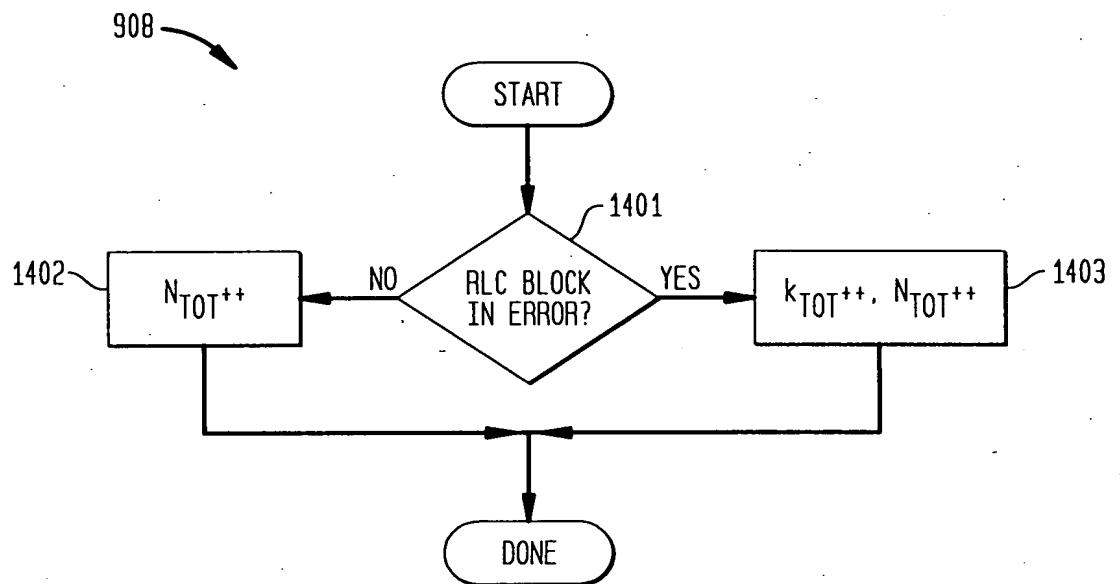 908
START
1401
RLC BLOCK
IN ERROR?
NO
YES
1402
N_TOT++
k_TOT++, N_TOT++
1403
DONE